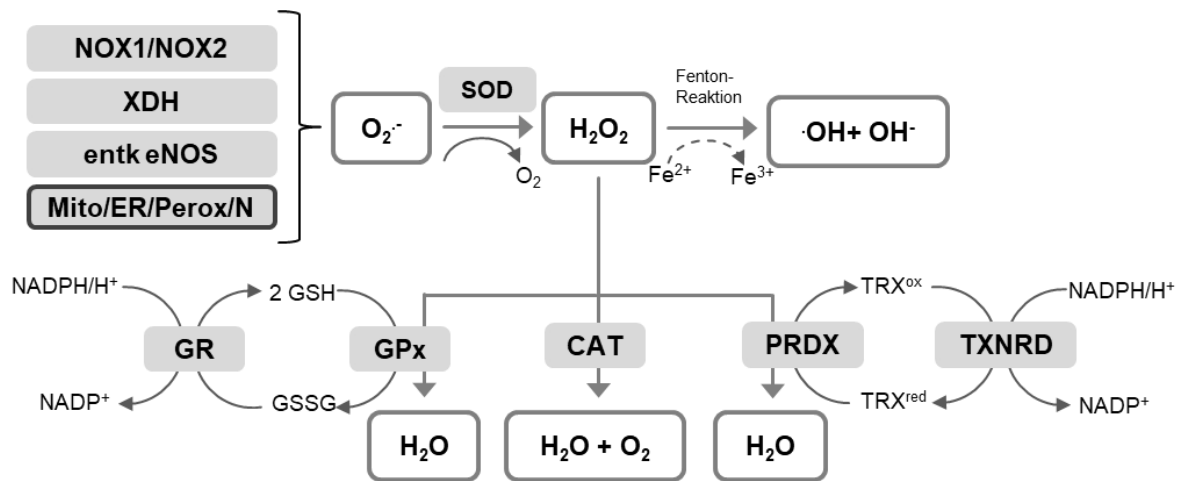 NOX1/NOX2
XDH
entk eNOS
Mito/ER/Perox/N
O₂·⁻
SOD
O₂
H₂O₂
Fenton-
Reaktion
Fe²⁺
Fe³⁺
·OH+ OH⁻
NADPH/H⁺
GR
NADP⁺
2 GSH
GSSG
GPx
H₂O
CAT
H₂O + O₂
PRDX
H₂O
TRXᵒˣ
TRXʳᵉᵈ
TXNRD
NADPH/H⁺
NADP⁺